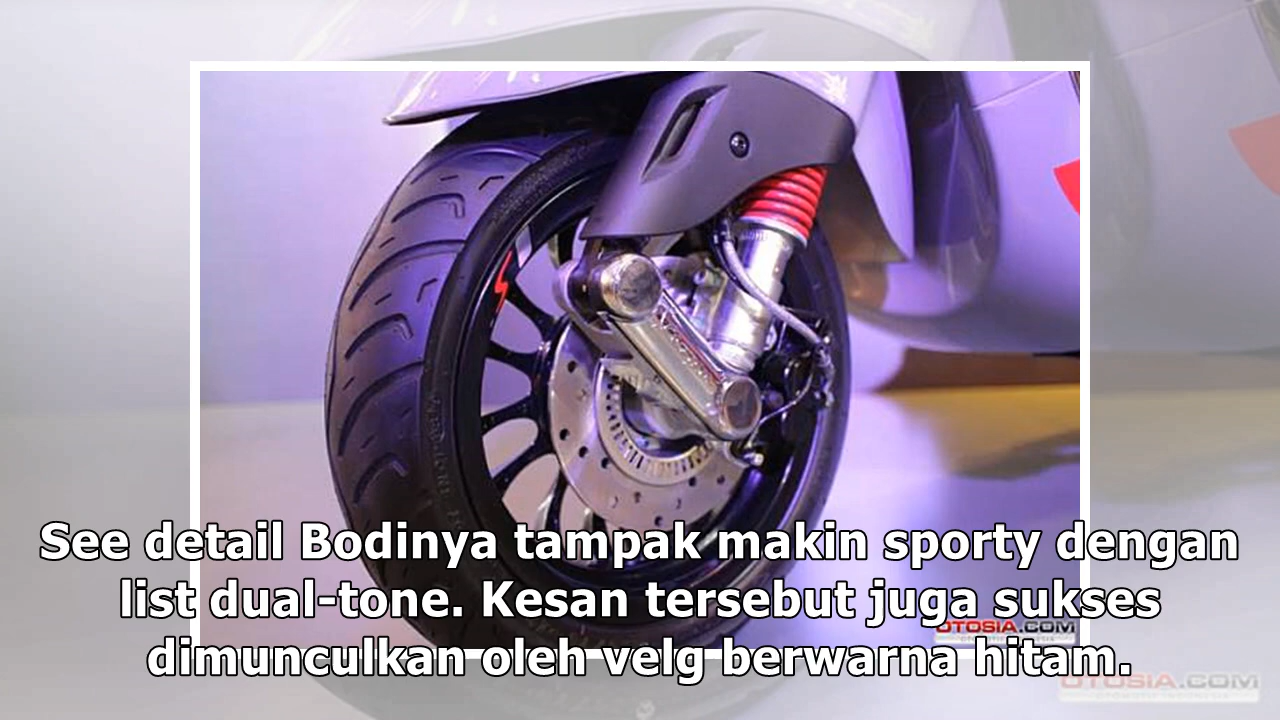 See detail Bodinya tampak makin sporty dengan
list dual-tone. Kesan tersebut juga sukses
dimunculkan oleh velg berwarna hitam.
OTOSIA.COM
OTOSIA.COM